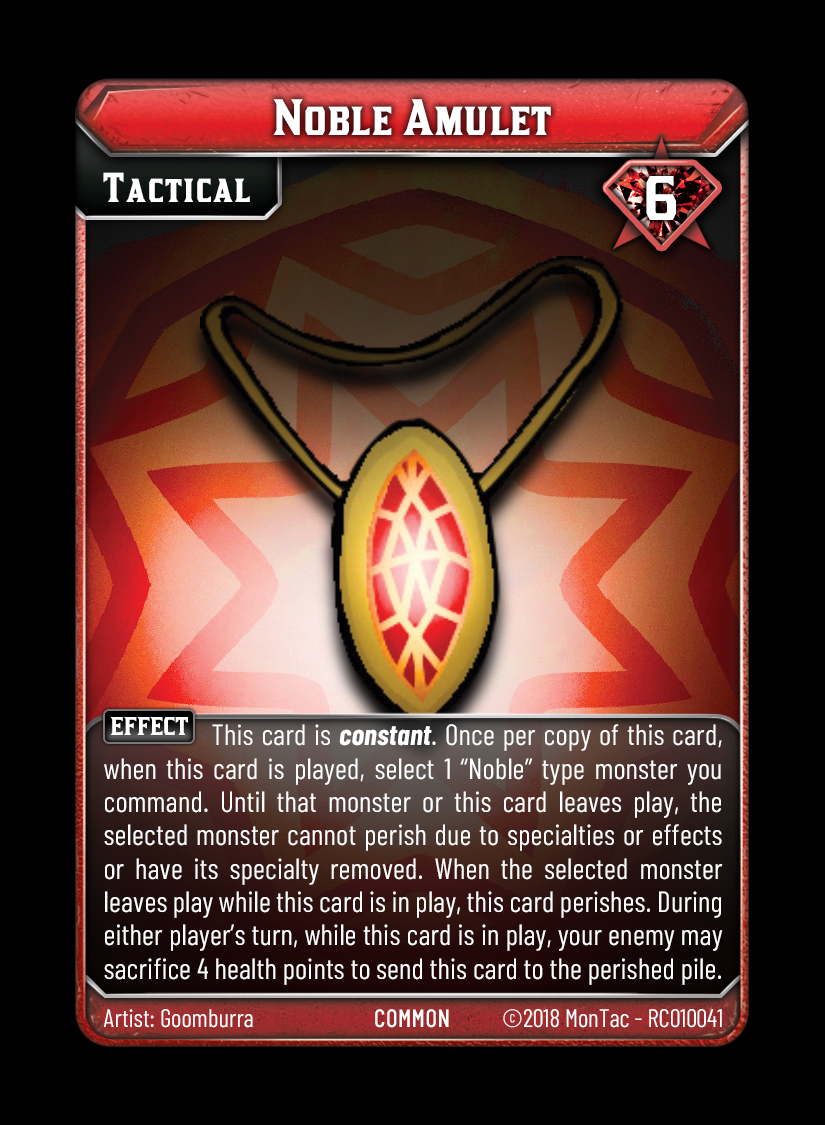 Noble Amulet
Tactical
6
EFFECT This card is constant. Once per copy of this card,
when this card is played, select 1 “Noble” type monster you
command. Until that monster or this card leaves play, the
selected monster cannot perish due to specialties or effects
or have its specialty removed. When the selected monster
leaves play while this card is in play, this card perishes. During
either player’s turn, while this card is in play, your enemy may
sacrifice 4 health points to send this card to the perished pile.
Artist: Goomburra COMMON ©2018 MonTac - RC010041